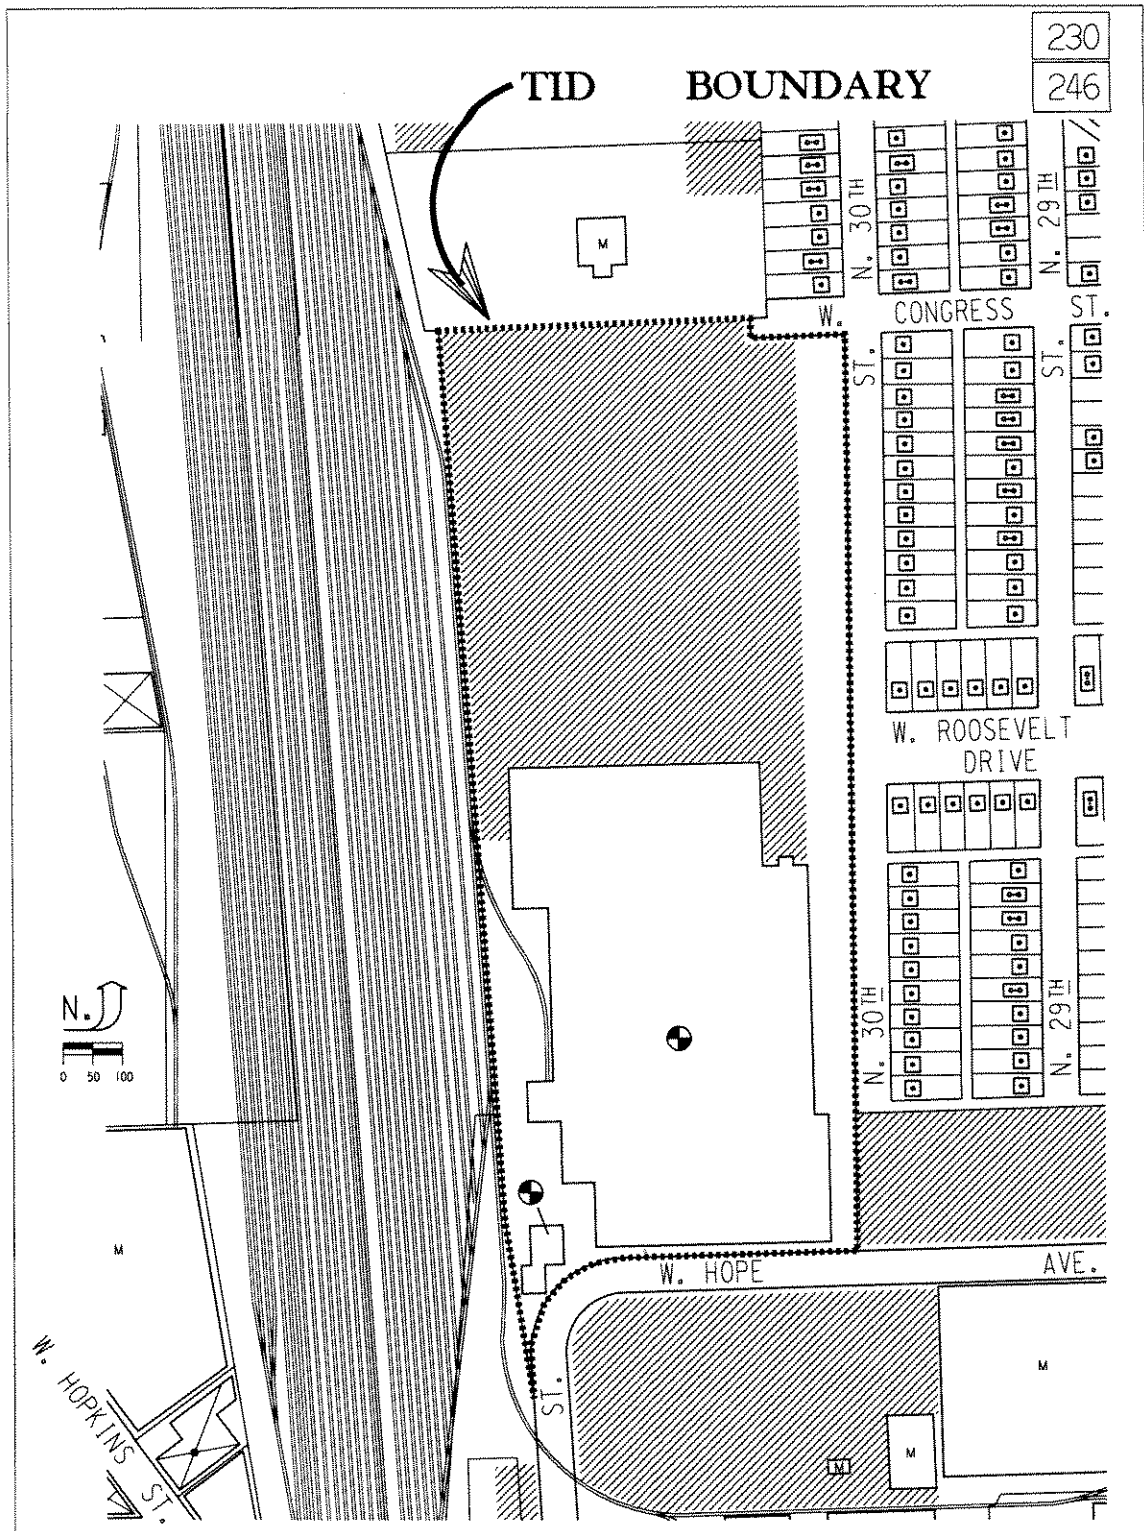 230
246
TID BOUNDARY
M
N. 30TH
ST.
N. 29TH
ST.
W. CONGRESS ST.
W. ROOSEVELT
DRIVE
N. 30TH
N. 29TH
N.
0 50 100
M
W. HOPE AVE.
ST.
W. HOPKINS ST.
M
M
M